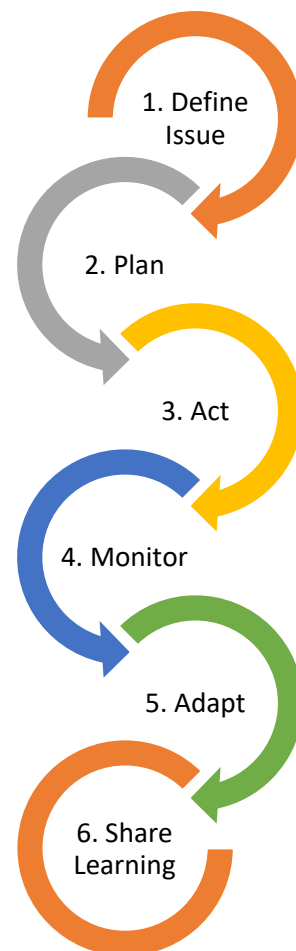 1. Define
Issue
2. Plan
3. Act
4. Monitor
5. Adapt
6. Share
Learning